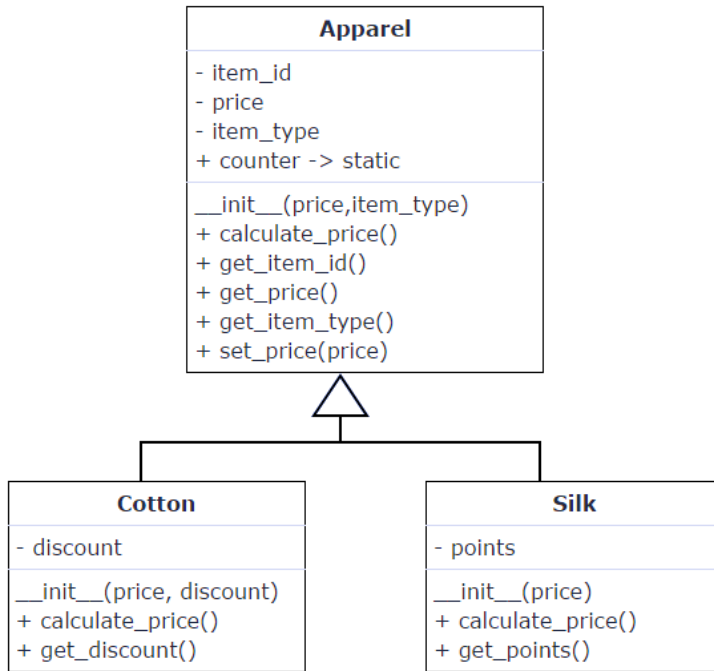 Apparel
- item_id
- price
- item_type
+ counter -> static
__init__(price,item_type)
+ calculate_price()
+ get_item_id()
+ get_price()
+ get_item_type()
+ set_price(price)
Cotton
- discount
__init__(price, discount)
+ calculate_price()
+ get_discount()
Silk
- points
__init__(price)
+ calculate_price()
+ get_points()